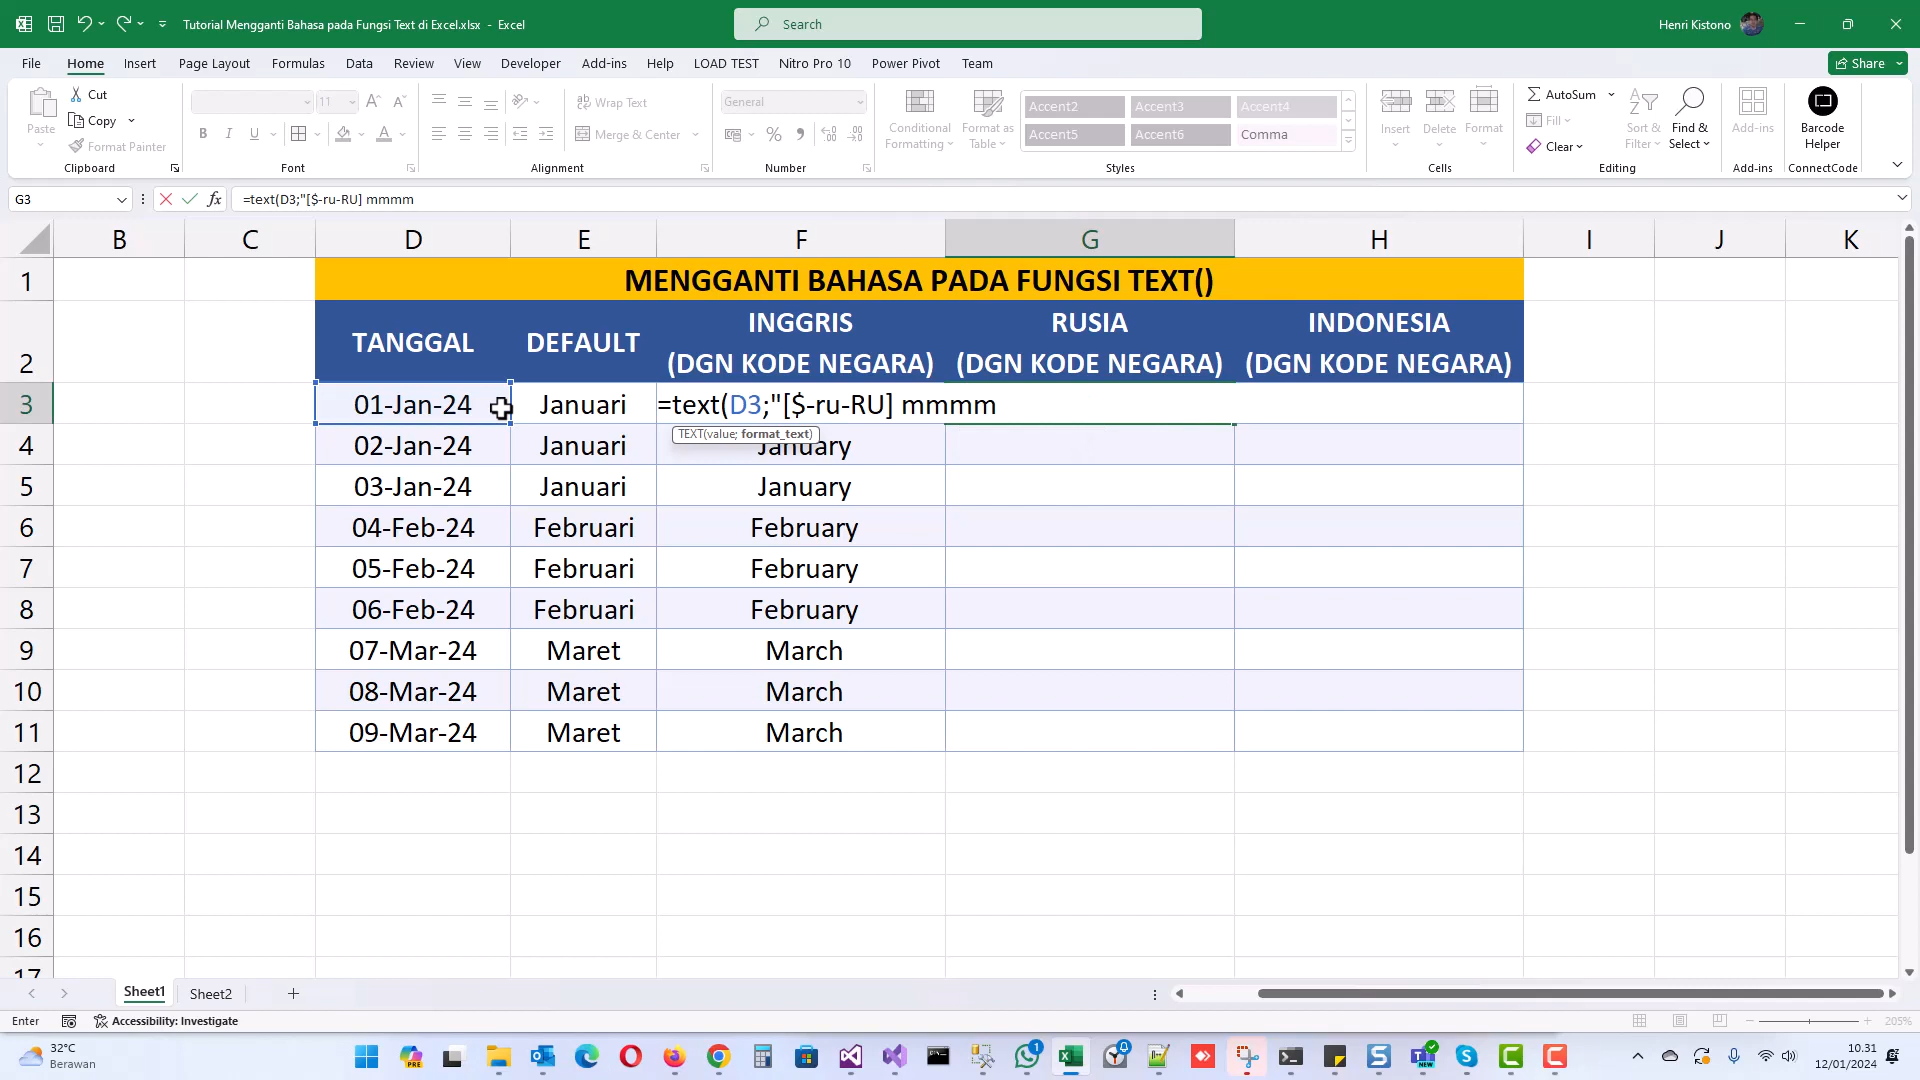 Tutorial Mengganti Bahasa pada Fungsi Text di Excel.xlsx - Excel
Search
Henri Kistono
File Home Insert Page Layout Formulas Data Review View Developer Add-ins Help LOAD TEST Nitro Pro 10 Power Pivot Team
Share
Paste
Cut
Copy
Format Painter
Clipboard
11
Font
Wrap Text
Merge & Center
Alignment
General
Number
Conditional Formatting
Format as Table
Accent2 Accent3 Accent4
Accent5 Accent6 Comma
Styles
Insert Delete Format
Cells
AutoSum
Fill
Clear
Sort & Filter
Find & Select
Editing
Add-ins
Add-ins
Barcode Helper
ConnectCode
G3
=text(D3;"[$-ru-RU] mmmm
B C D E F G H I J K
1 MENGGANTI BAHASA PADA FUNGSI TEXT()
2 TANGGAL DEFAULT INGGRIS (DGN KODE NEGARA) RUSIA (DGN KODE NEGARA) INDONESIA (DGN KODE NEGARA)
3 01-Jan-24 Januari =text(D3;"[$-ru-RU] mmmm
TEXT(value; format_text)
4 02-Jan-24 Januari January
5 03-Jan-24 Januari January
6 04-Feb-24 Februari February
7 05-Feb-24 Februari February
8 06-Feb-24 Februari February
9 07-Mar-24 Maret March
10 08-Mar-24 Maret March
11 09-Mar-24 Maret March
12
13
14
15
16
17
Sheet1 Sheet2
Enter
Accessibility: Investigate
205%
32°C
Berawan
10.31
12/01/2024